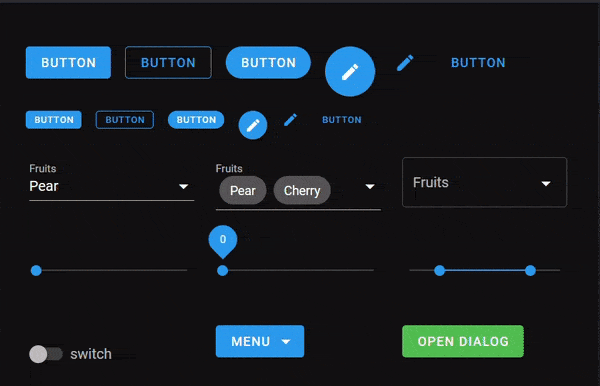 BUTTON BUTTON BUTTON BUTTON
BUTTON BUTTON BUTTON BUTTON
Fruits
Pear
Fruits
Pear Cherry
Fruits
0
switch
MENU
OPEN DIALOG